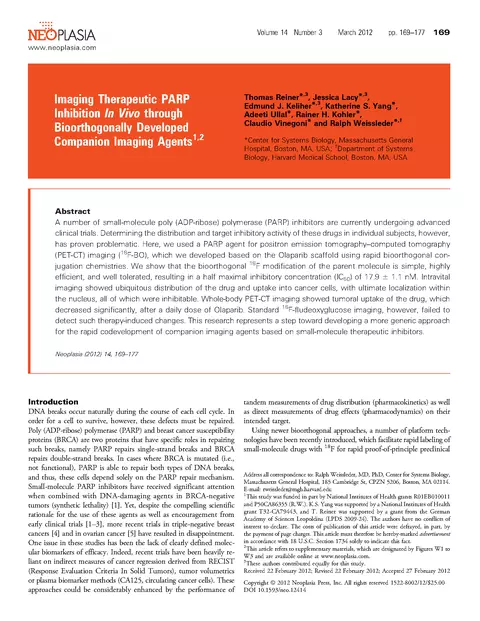 NEOPLASIA
www.neoplasia.com
Volume 14 Number 3 March 2012 pp. 169–177 169
Imaging Therapeutic PARP
Inhibition In Vivo through
Bioorthogonally Developed
Companion Imaging Agents1,2
Thomas Reiner*,3, Jessica Lacy*,3,
Edmund J. Keliher*,3, Katherine S. Yang*,
Adeeti Ullal*, Rainer H. Kohler*,
Claudio Vinegoni* and Ralph Weissleder*,†
*Center for Systems Biology, Massachusetts General
Hospital, Boston, MA, USA; †Department of Systems
Biology, Harvard Medical School, Boston, MA, USA
Abstract
A number of small-molecule poly (ADP-ribose) polymerase (PARP) inhibitors are currently undergoing advanced
clinical trials. Determining the distribution and target inhibitory activity of these drugs in individual subjects, however,
has proven problematic. Here, we used a PARP agent for positron emission tomography–computed tomography
(PET-CT) imaging (18F-BO), which we developed based on the Olaparib scaffold using rapid bioorthogonal con-
jugation chemistries. We show that the bioorthogonal 18F modification of the parent molecule is simple, highly
efficient, and well tolerated, resulting in a half maximal inhibitory concentration (IC50) of 17.9 ± 1.1 nM. Intravital
imaging showed ubiquitous distribution of the drug and uptake into cancer cells, with ultimate localization within
the nucleus, all of which were inhibitable. Whole-body PET-CT imaging showed tumoral uptake of the drug, which
decreased significantly, after a daily dose of Olaparib. Standard 18F-fludeoxyglucose imaging, however, failed to
detect such therapy-induced changes. This research represents a step toward developing a more generic approach
for the rapid codevelopment of companion imaging agents based on small-molecule therapeutic inhibitors.
Neoplasia (2012) 14, 169–177
Introduction
DNA breaks occur naturally during the course of each cell cycle. In
order for a cell to survive, however, these defects must be repaired.
Poly (ADP-ribose) polymerase (PARP) and breast cancer susceptibility
proteins (BRCA) are two proteins that have specific roles in repairing
such breaks, namely PARP repairs single-strand breaks and BRCA
repairs double-strand breaks. In cases where BRCA is mutated (i.e.,
not functional), PARP is able to repair both types of DNA breaks,
and thus, these cells depend solely on the PARP repair mechanism.
Small-molecule PARP inhibitors have received significant attention
when combined with DNA-damaging agents in BRCA-negative
tumors (synthetic lethality) [1]. Yet, despite the compelling scientific
rationale for the use of these agents as well as encouragement from
early clinical trials [1–3], more recent trials in triple-negative breast
cancers [4] and in ovarian cancer [5] have resulted in disappointment.
One issue in these studies has been the lack of clearly defined molec-
ular biomarkers of efficacy. Indeed, recent trials have been heavily re-
liant on indirect measures of cancer regression derived from RECIST
(Response Evaluation Criteria In Solid Tumors), tumor volumetrics
or plasma biomarker methods (CA125, circulating cancer cells). These
approaches could be considerably enhanced by the performance of
tandem measurements of drug distribution (pharmacokinetics) as well
as direct measurements of drug effects (pharmacodynamics) on their
intended target.
Using newer bioorthogonal approaches, a number of platform tech-
nologies have been recently introduced, which facilitate rapid labeling of
small-molecule drugs with 18F for rapid proof-of-principle preclinical
Address all correspondence to: Ralph Weissleder, MD, PhD, Center for Systems Biology,
Massachusetts General Hospital, 185 Cambridge St, CPZN 5206, Boston, MA 02114.
E-mail: rweissleder@mgh.harvard.edu
1This study was funded in part by National Institutes of Health grants R01EB010011
and P50CA86355 (R.W.). K.S. Yang was supported by a National Institutes of Health
grant T32-CA79443, and T. Reiner was supported by a grant from the German
Academy of Sciences Leopoldina (LPDS 2009-24). The authors have no conflicts of
interest to declare. The costs of publication of this article were defrayed, in part, by
the payment of page charges. This article must therefore be hereby marked advertisement
in accordance with 18 U.S.C. Section 1734 solely to indicate this fact.
2This article refers to supplementary materials, which are designated by Figures W1 to
W3 and are available online at www.neoplasia.com.
3These authors contributed equally for this study.
Received 22 February 2012; Revised 22 February 2012; Accepted 27 February 2012
Copyright © 2012 Neoplasia Press, Inc. All rights reserved 1522-8002/12/$25.00
DOI 10.1593/neo.12414